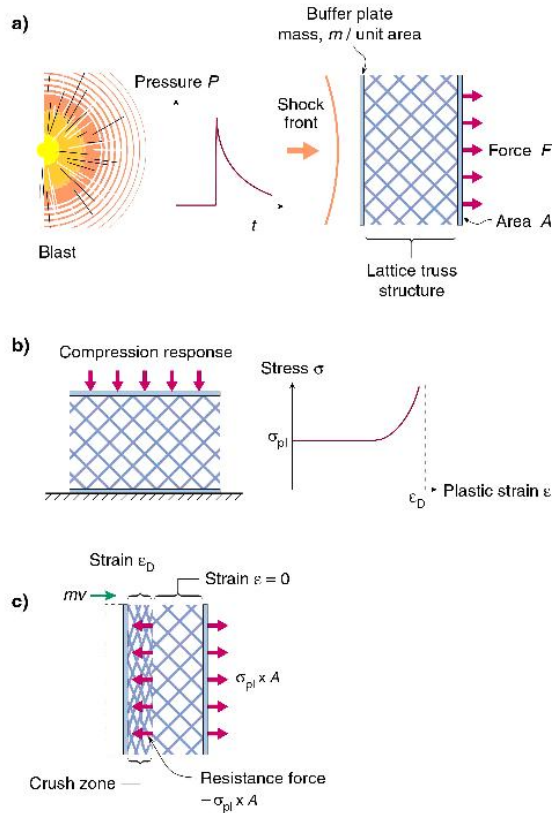 a)
Buffer plate
mass, m / unit area
Pressure P
Shock
front
Force F
t
Area A
Blast
Lattice truss
structure
b)
Compression response
Stress σ
σpl
εD
Plastic strain ε
Strain εD
Strain ε = 0
c)
mv
σpl x A
Resistance force
– σpl x A
Crush zone